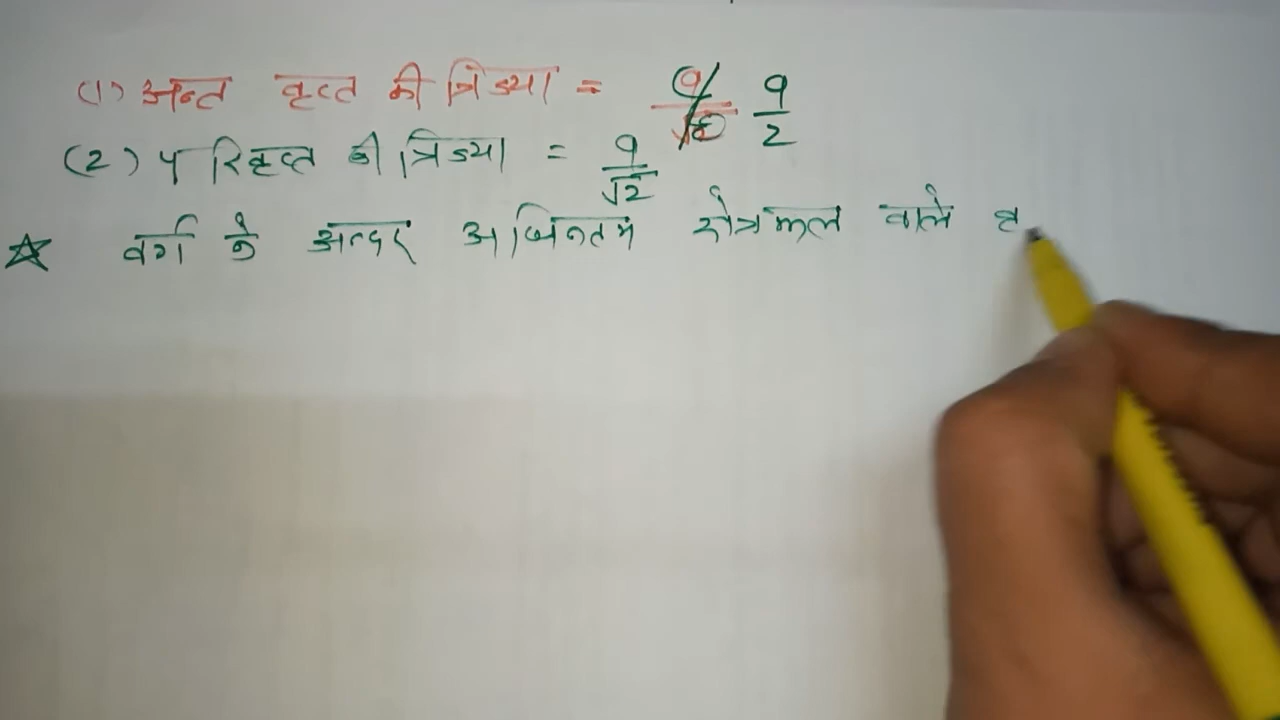 (1) अन्त वृत्त की त्रिज्या = a/2
(2) परिवृत्त की त्रिज्या = a/√2
☆ वर्ग के अन्दर अधिकतम क्षेत्रफल वाले व